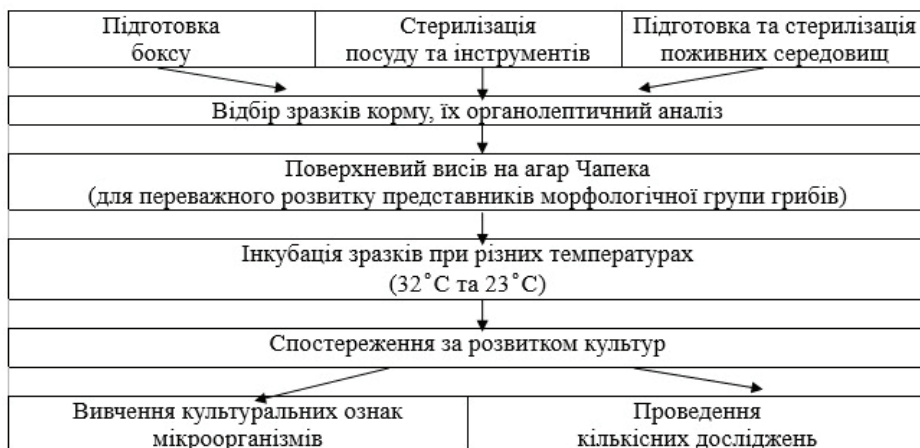 Підготовка
боксу
Стерилізація
посуду та інструментів
Підготовка та стерилізація
поживних середовищ
Відбір зразків корму, їх органолептичний аналіз
Поверхневий висів на агар Чапека
(для переважного розвитку представників морфологічної групи грибів)
Інкубація зразків при різних температурах
(32˚С та 23˚С)
Спостереження за розвитком культур
Вивчення культуральних ознак
мікроорганізмів
Проведення
кількісних досліджень